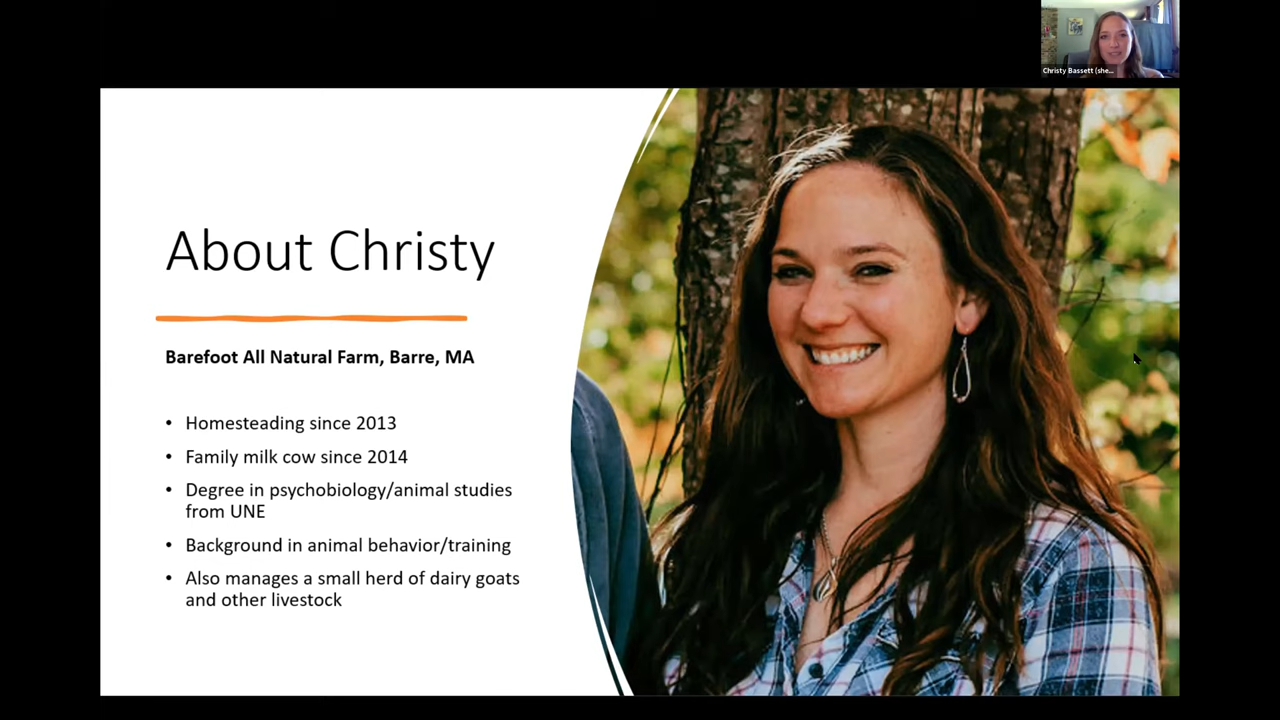 Christy Bassett (she...
About Christy
Barefoot All Natural Farm, Barre, MA
• Homesteading since 2013
• Family milk cow since 2014
• Degree in psychobiology/animal studies
from UNE
• Background in animal behavior/training
• Also manages a small herd of dairy goats
and other livestock